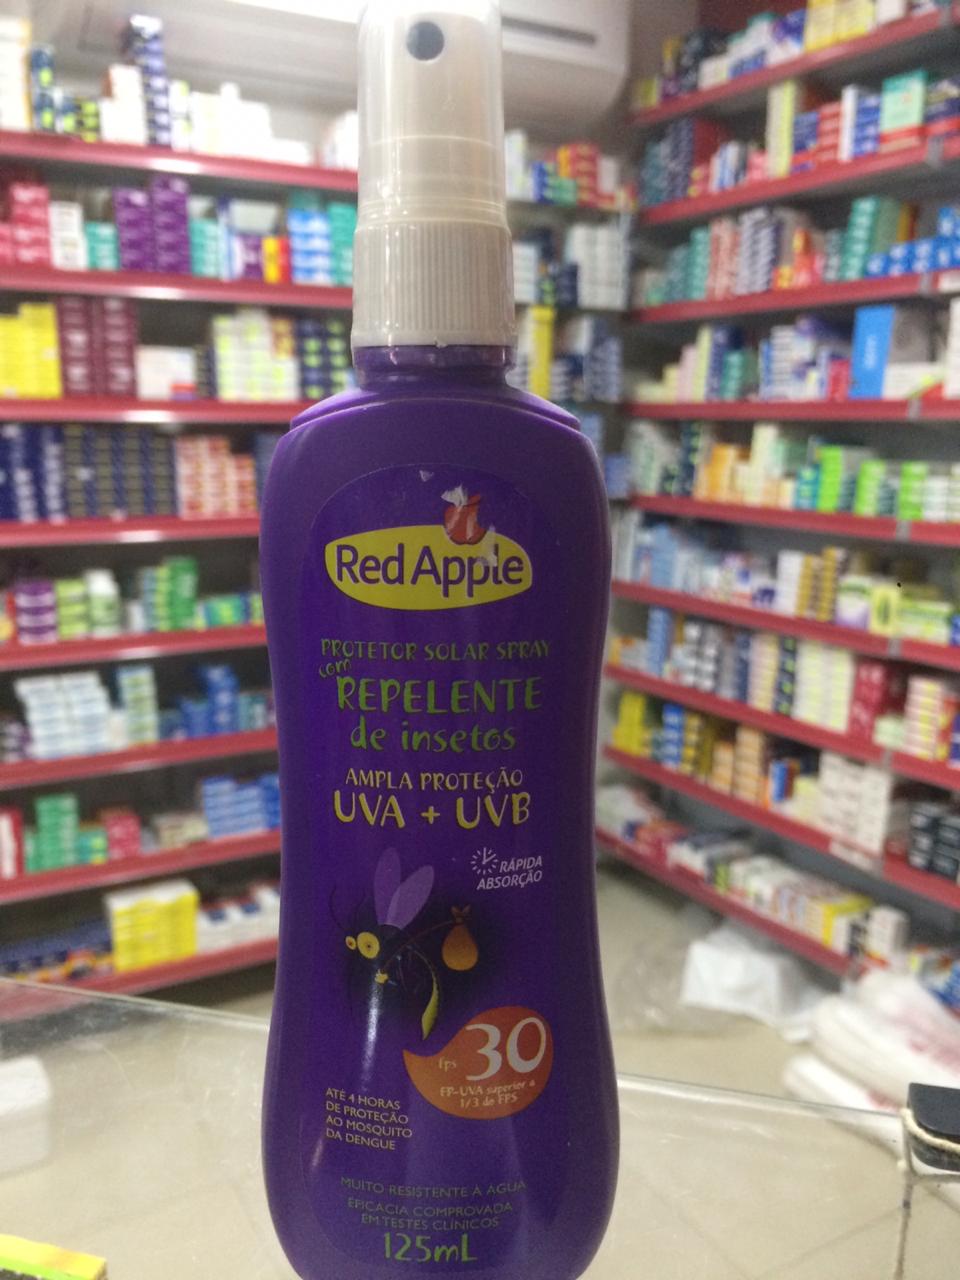 Red Apple
PROTETOR SOLAR SPRAY
com
REPELENTE
de insetos
AMPLA PROTEÇÃO
UVA + UVB
RÁPIDA
ABSORÇÃO
fps 30
FP-UVA superior a
1/3 do FPS
ATÉ 4 HORAS
DE PROTEÇÃO
AO MOSQUITO
DA DENGUE
MUITO RESISTENTE À ÁGUA
EFICÁCIA COMPROVADA
EM TESTES CLÍNICOS
125mL